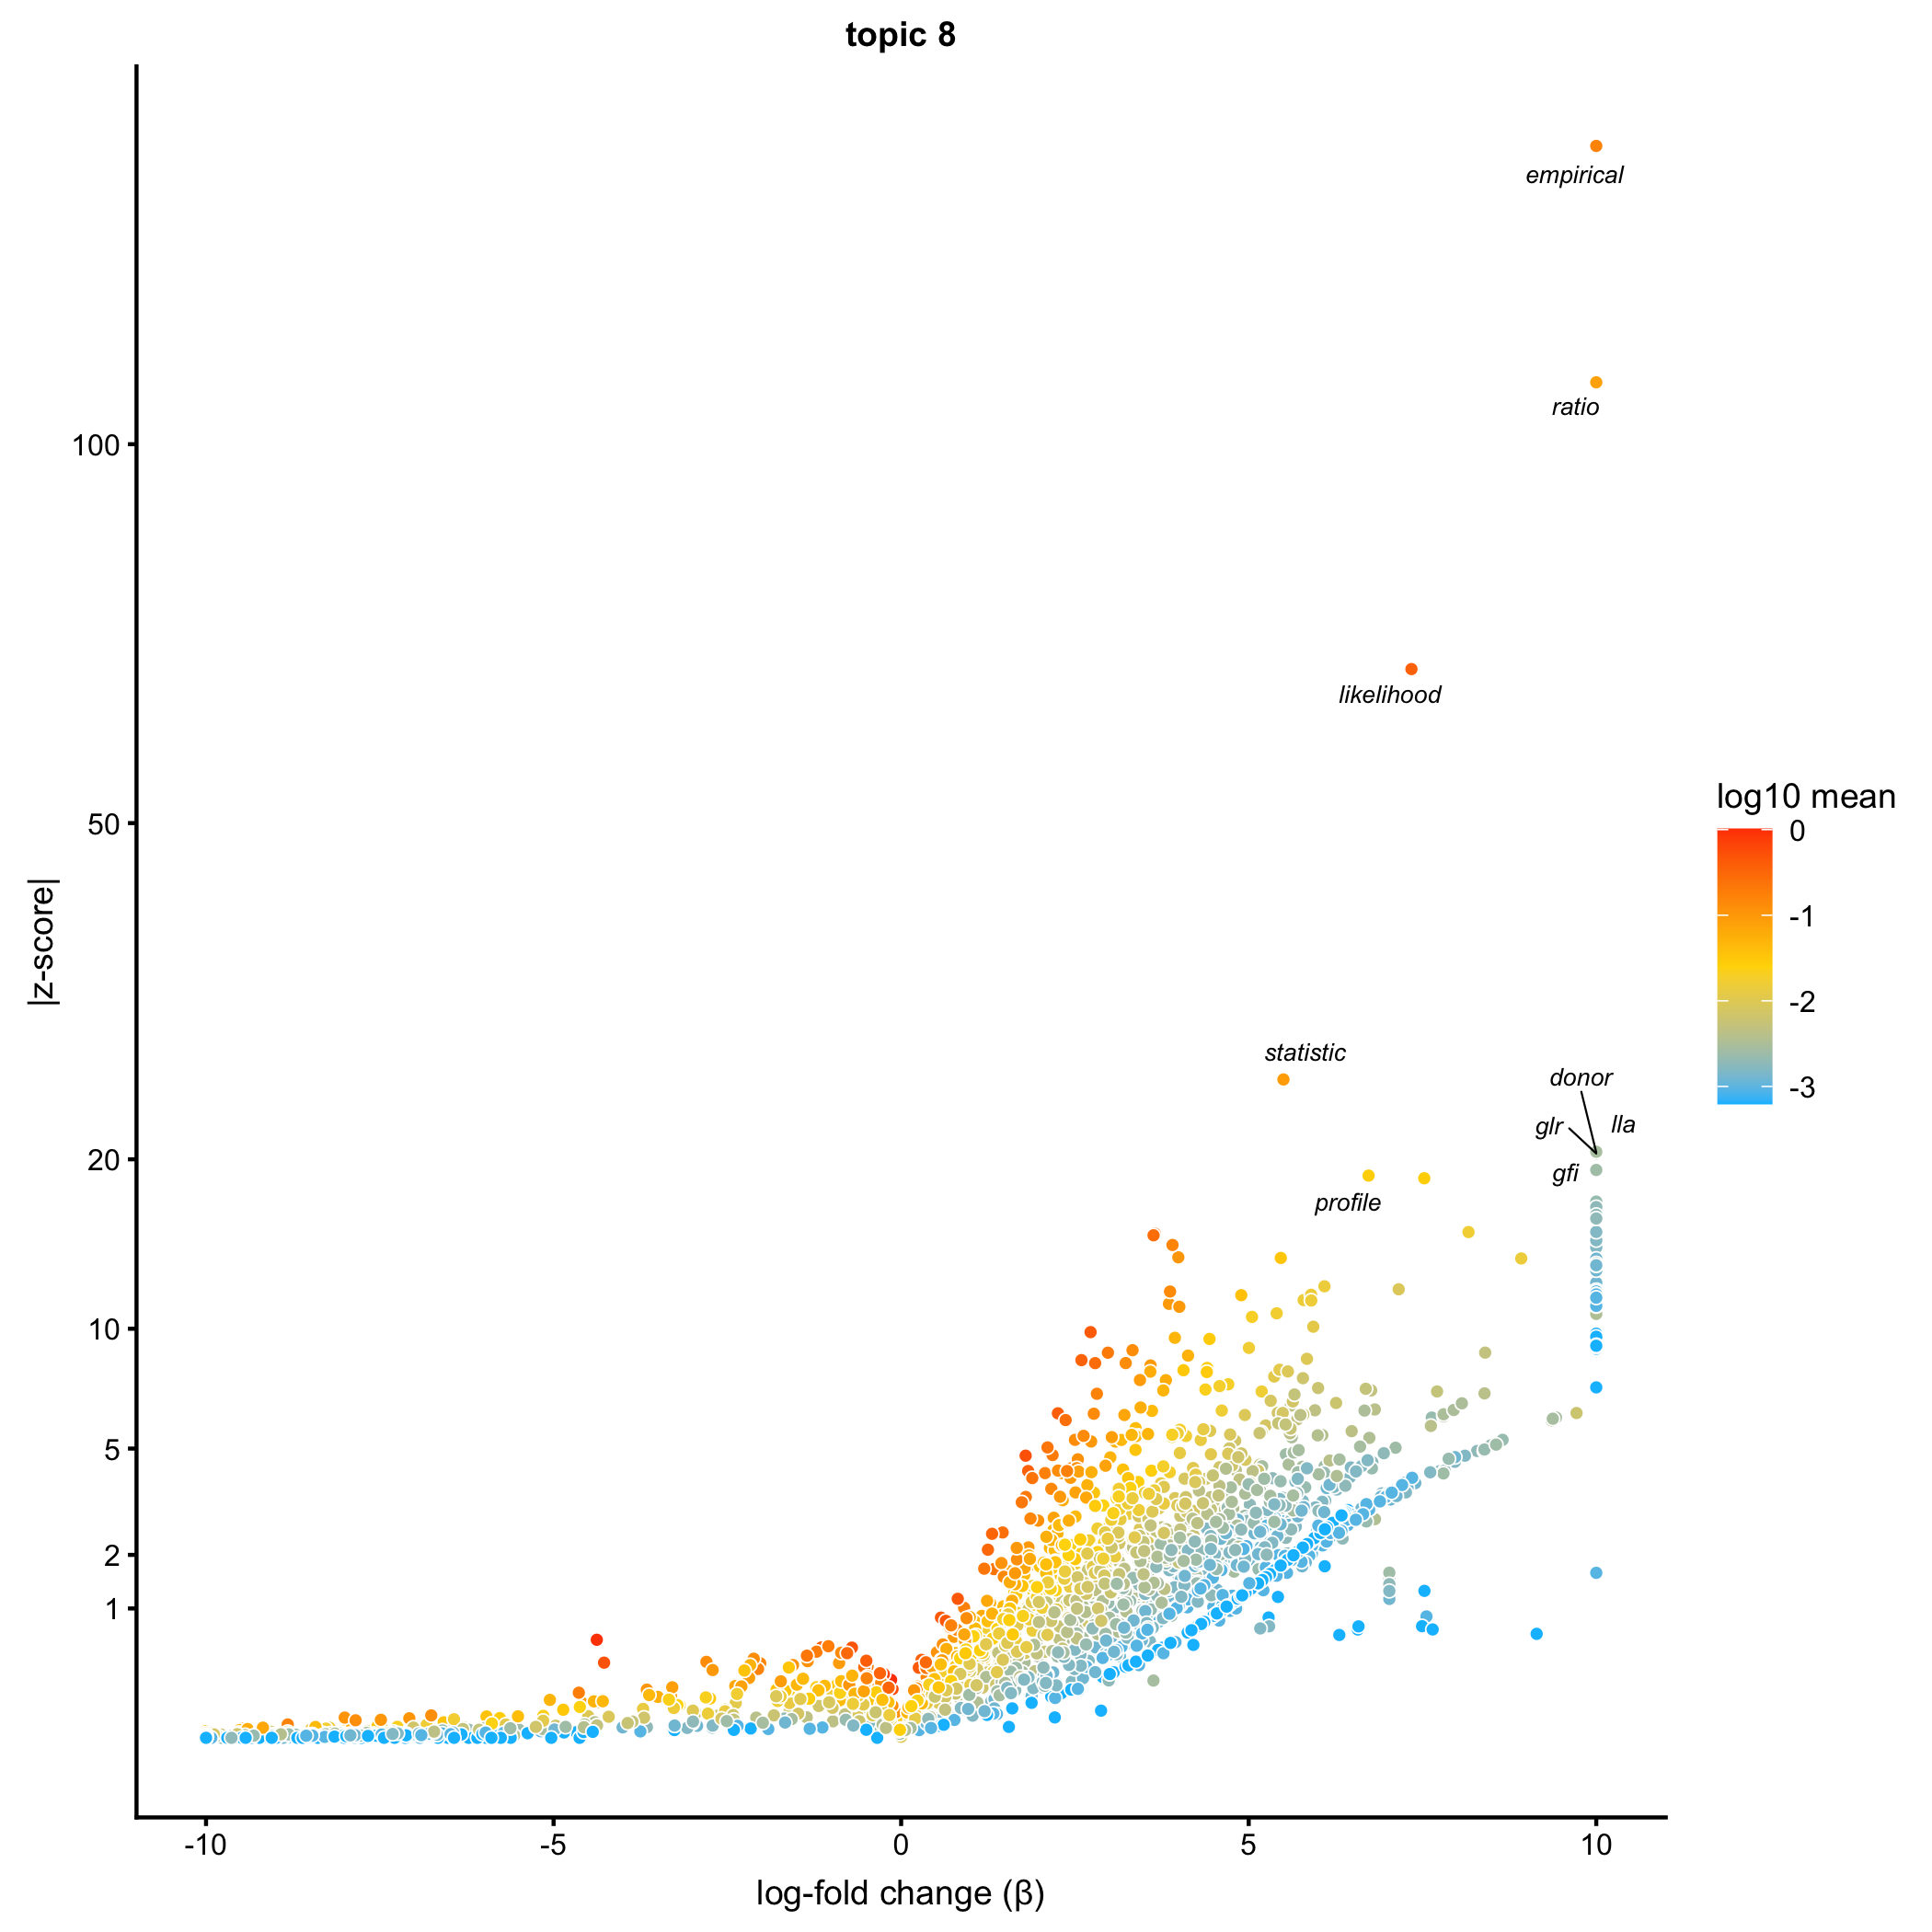 topic 8
empirical
ratio
100
likelihood
log10 mean
0
50
-1
|z-score|
-2
statistic
donor
-3
glr
lla
20
gfi
profile
10
5
2
1
-10
-5
0
5
10
log-fold change (β)